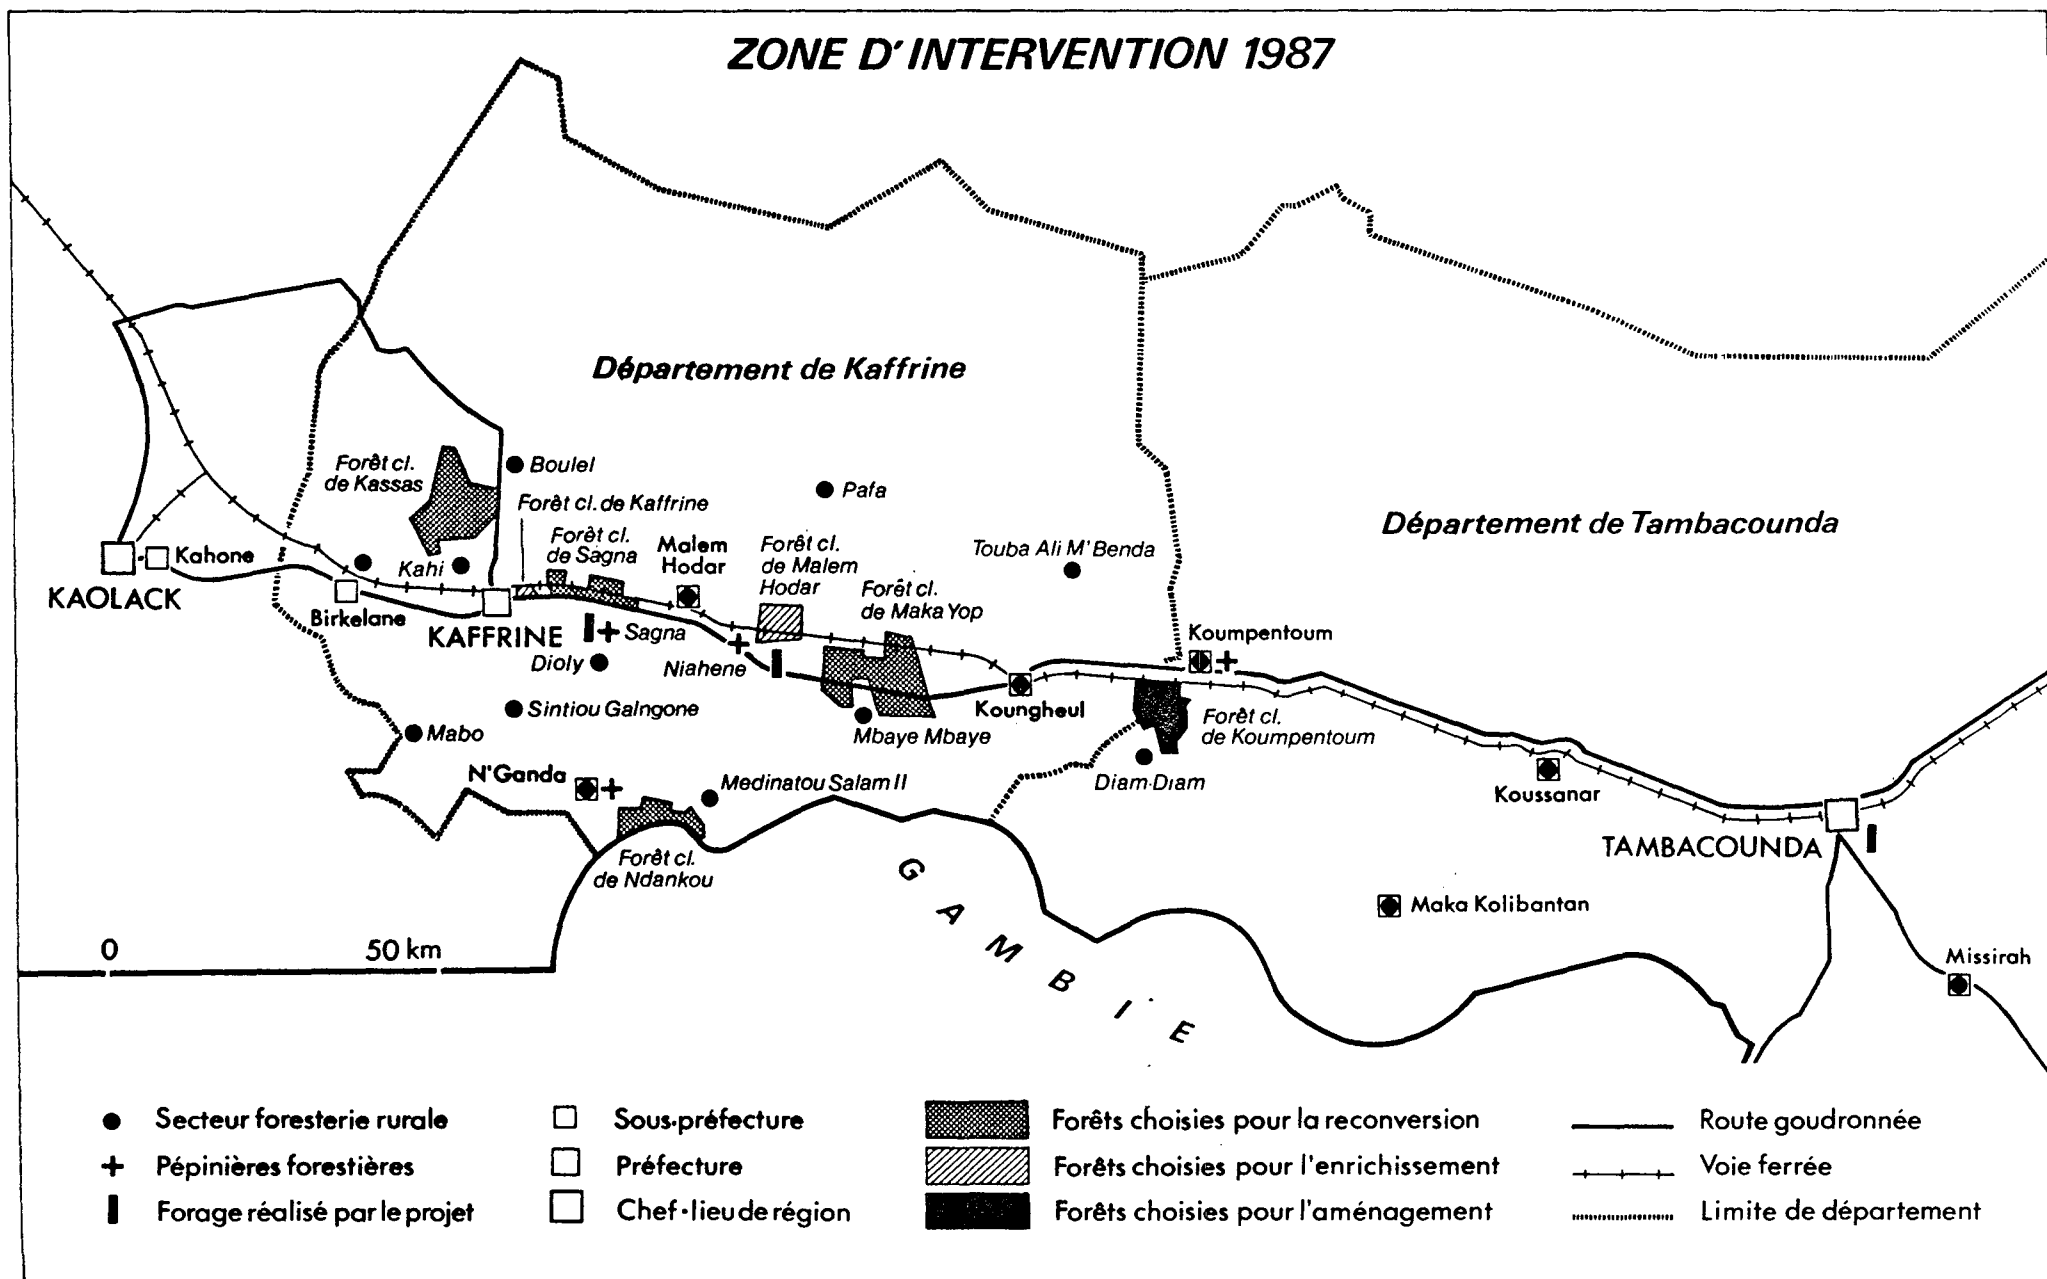 ZONE D'INTERVENTION 1987
Département de Kaffrine
Forêt cl.
de Kassas
Boulel
Pafa
Forêt cl. de Kaffrine
Département de Tambacounda
Forêt cl.
de Sagna
Malem
Hodar
Forêt cl.
de Malem
Hodar
Touba Ali M'Benda
Kahone
Kahi
KAOLACK
Forêt cl.
de Maka Yop
Birkelane
KAFFRINE
Sagna
Koumpentoum
Dioly
Niahene
Sintiou Galngone
Koungheul
Forêt cl.
de Koumpentoum
Mabo
Mbaye Mbaye
N'Ganda
Medinatou Salam II
Diam-Diam
Koussanar
TAMBACOUNDA
Forêt cl.
de Ndankou
GAMBIE
Maka Kolibantan
0 50 km
Missirah
Secteur foresterie rurale
Pépinières forestières
Forage réalisé par le projet
Sous-préfecture
Préfecture
Chef-lieu de région
Forêts choisies pour la reconversion
Forêts choisies pour l'enrichissement
Forêts choisies pour l'aménagement
Route goudronnée
Voie ferrée
Limite de département